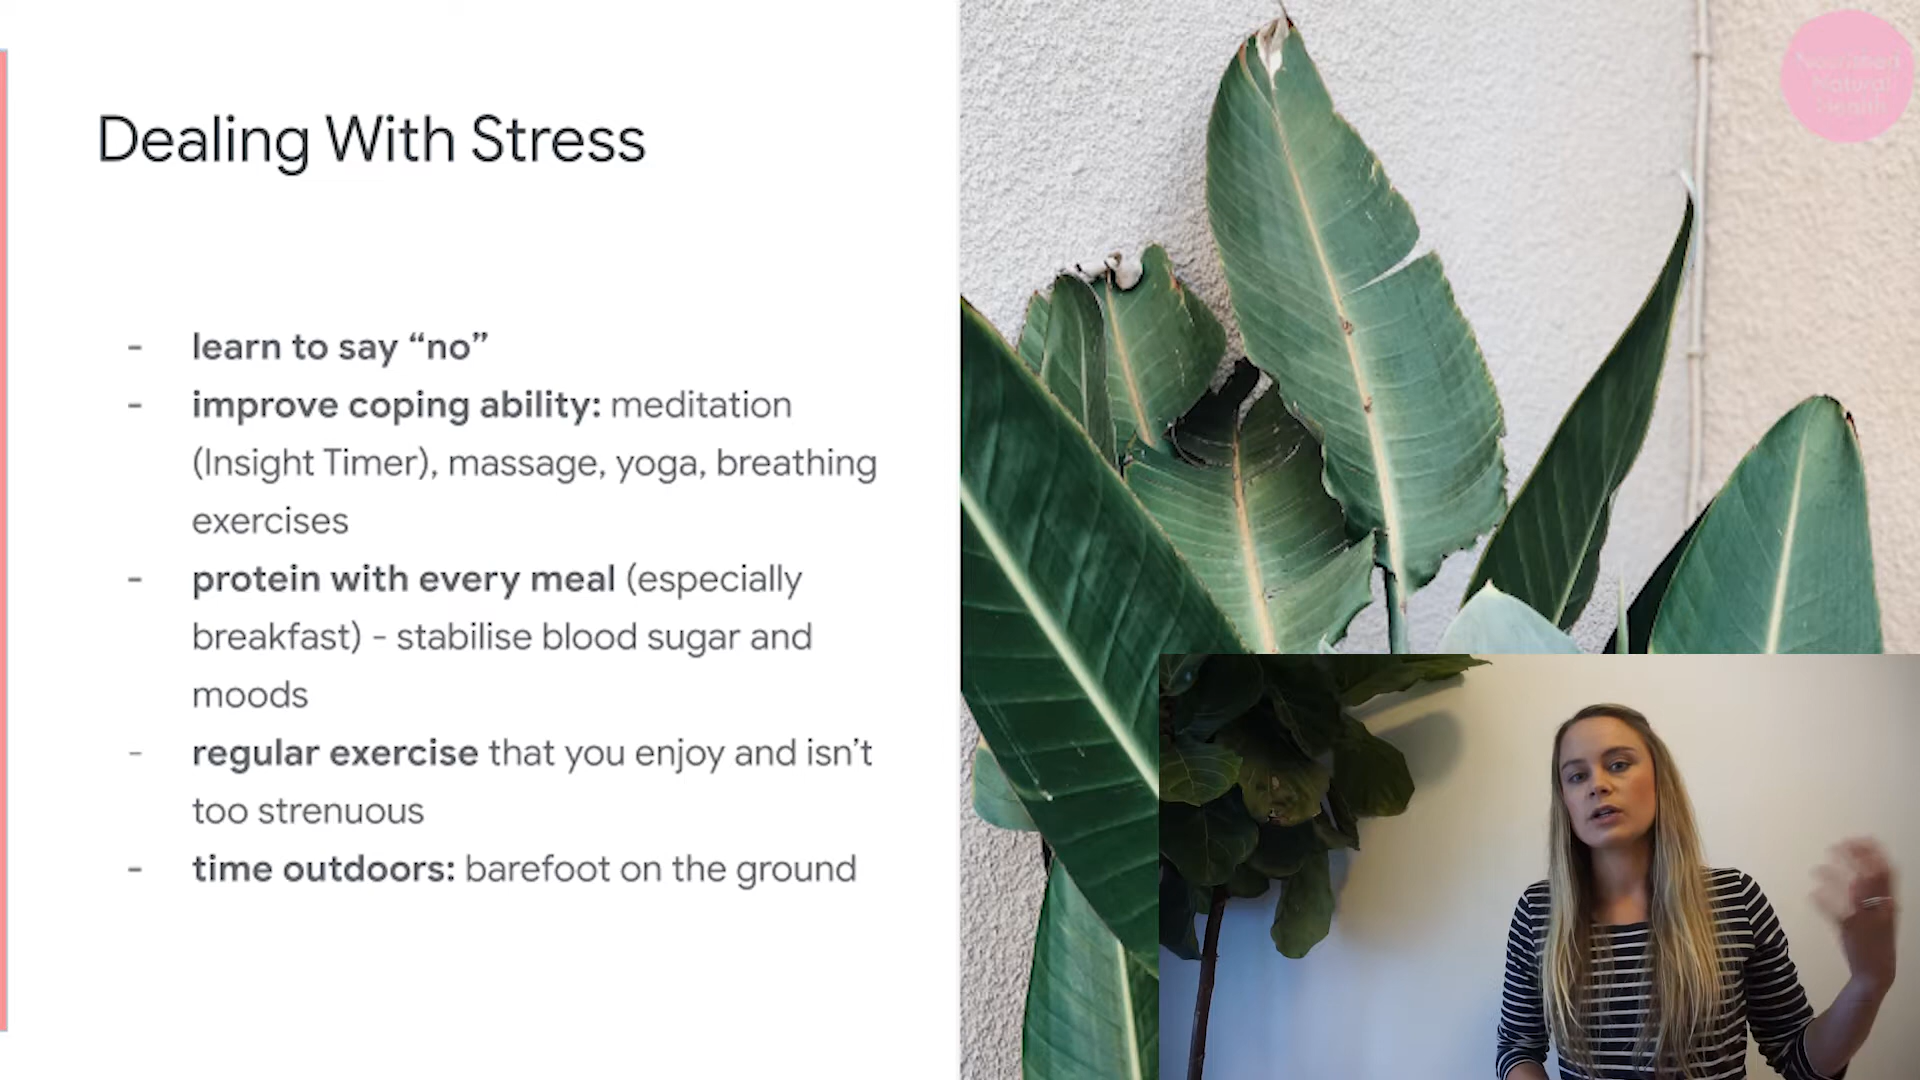 Dealing With Stress
- learn to say “no”
- improve coping ability: meditation
(Insight Timer), massage, yoga, breathing
exercises
- protein with every meal (especially
breakfast) - stabilise blood sugar and
moods
- regular exercise that you enjoy and isn’t
too strenuous
- time outdoors: barefoot on the ground
Natural
Health